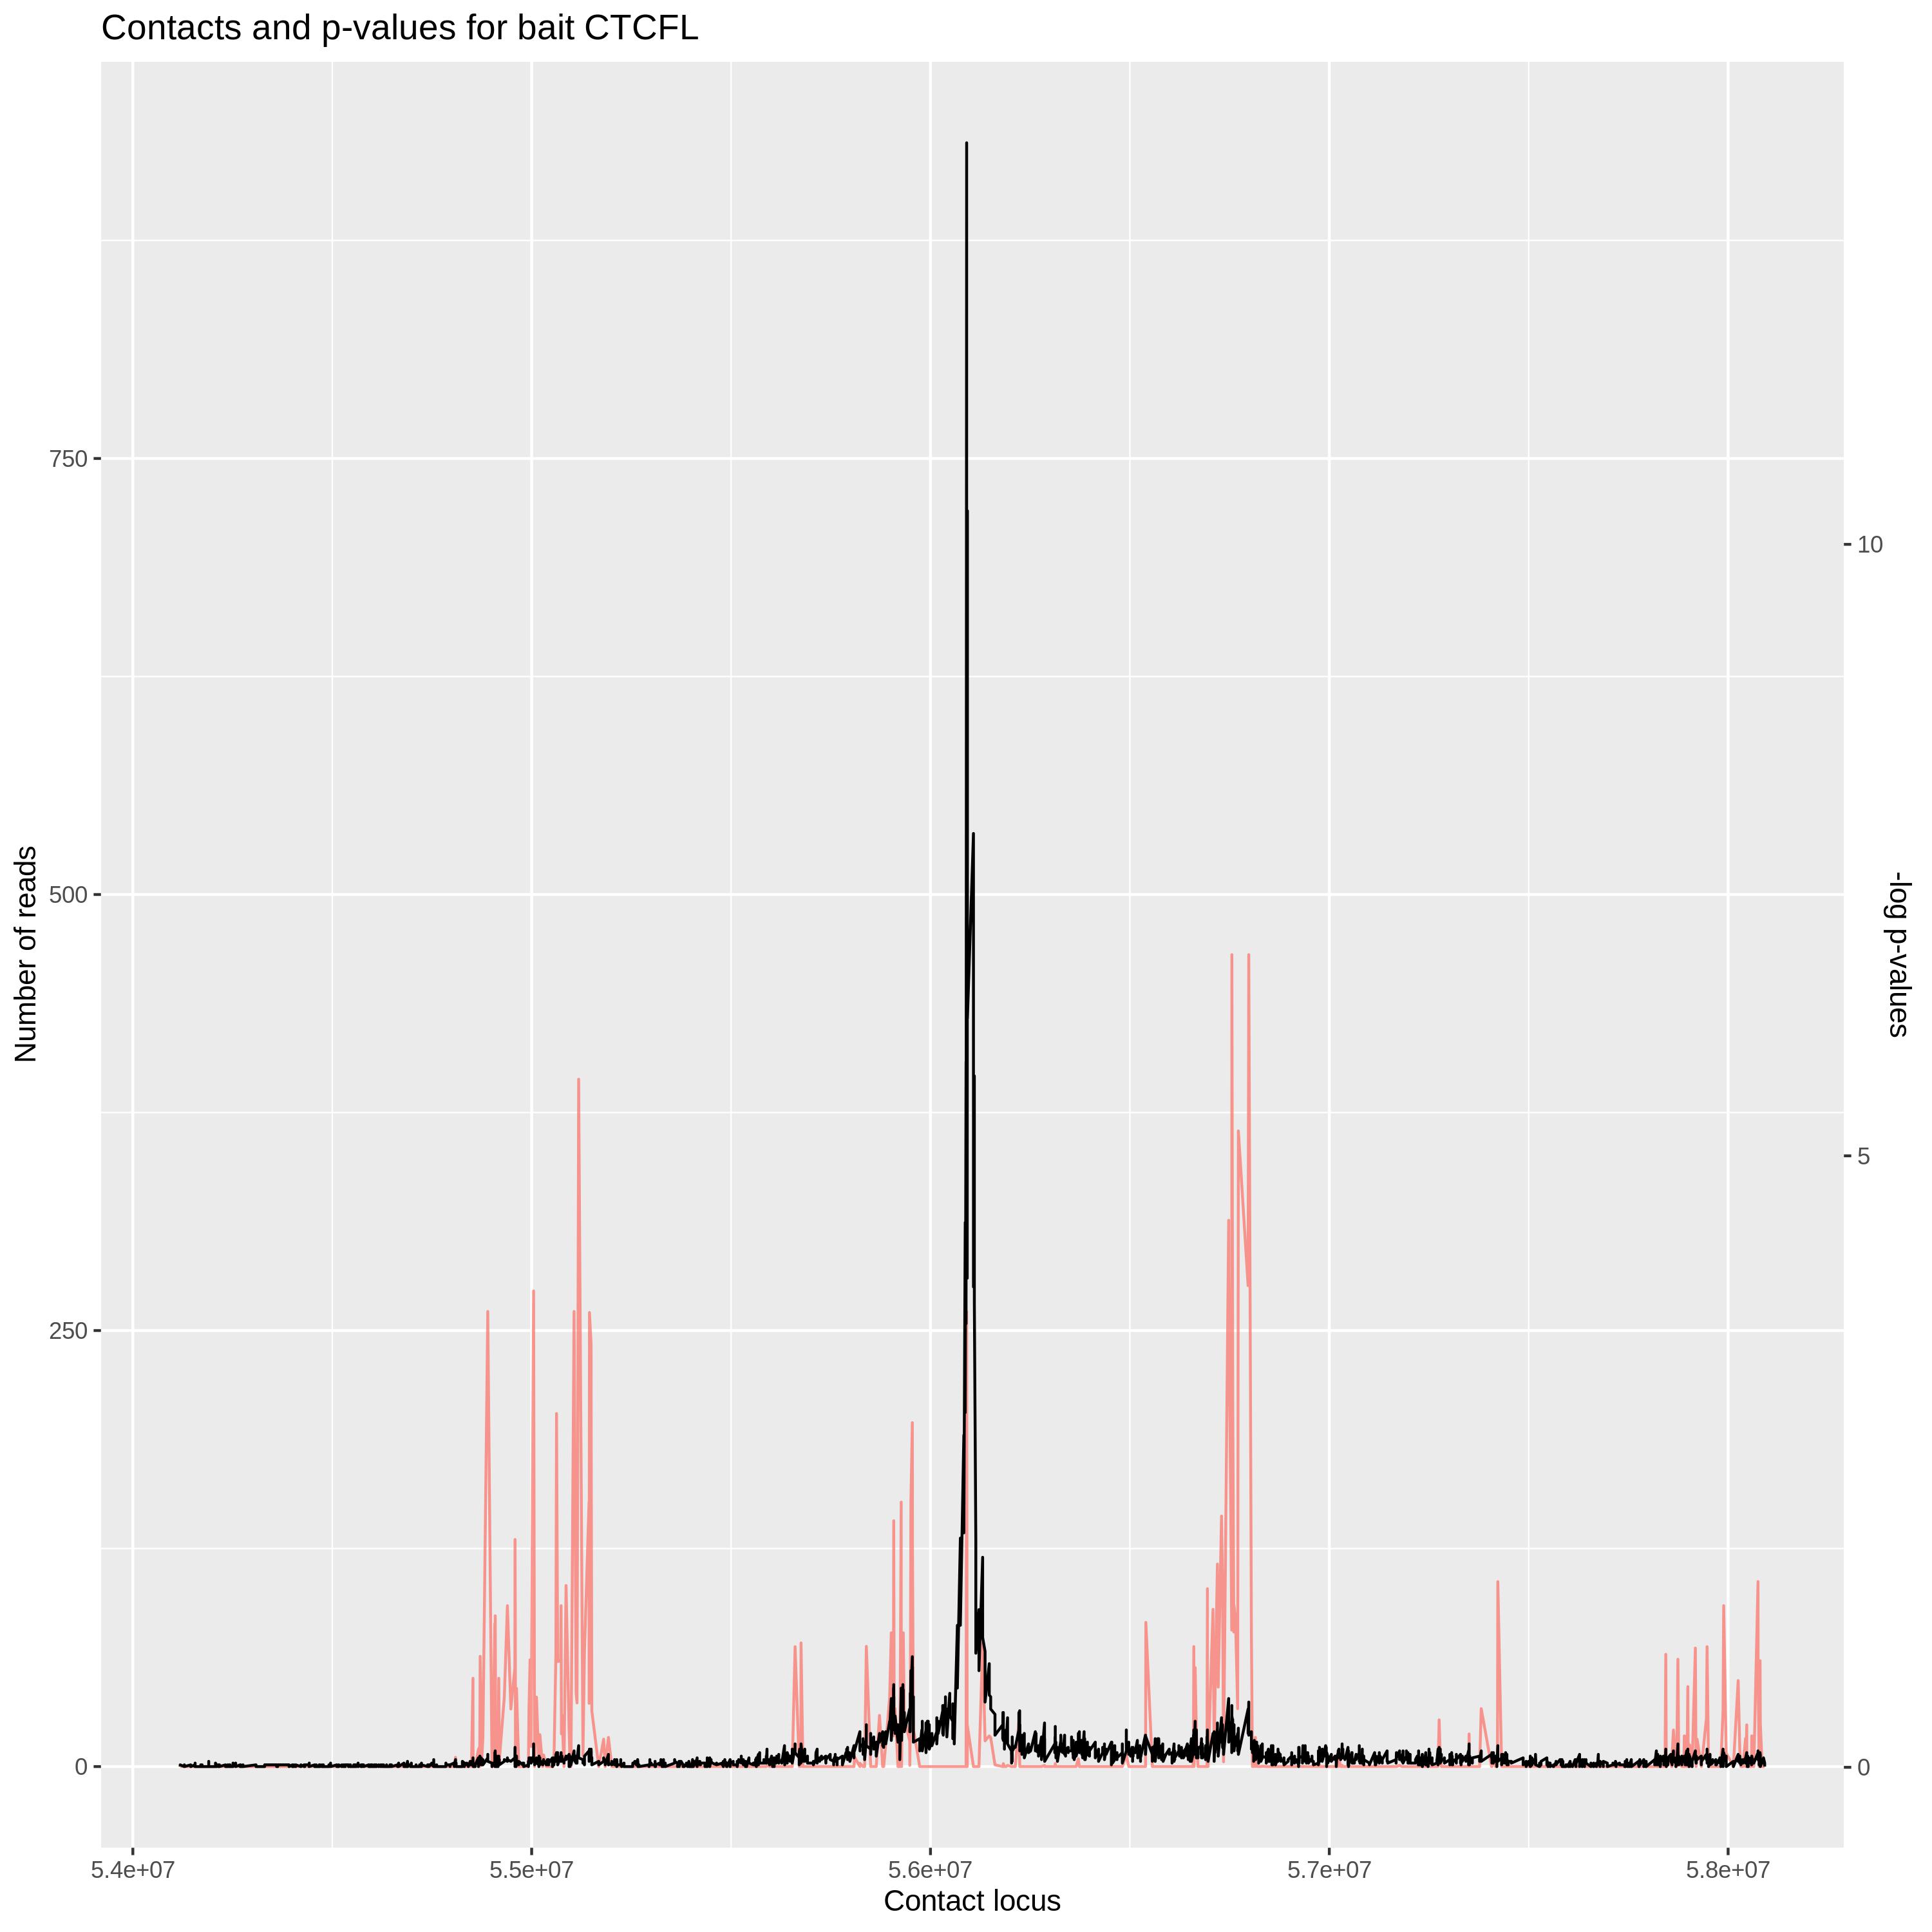 Contacts and p-values for bait CTCFL
Number of reads
750
500
250
0
10
5
0
-log p-values
5.4e+07 5.5e+07 5.6e+07 5.7e+07 5.8e+07
Contact locus